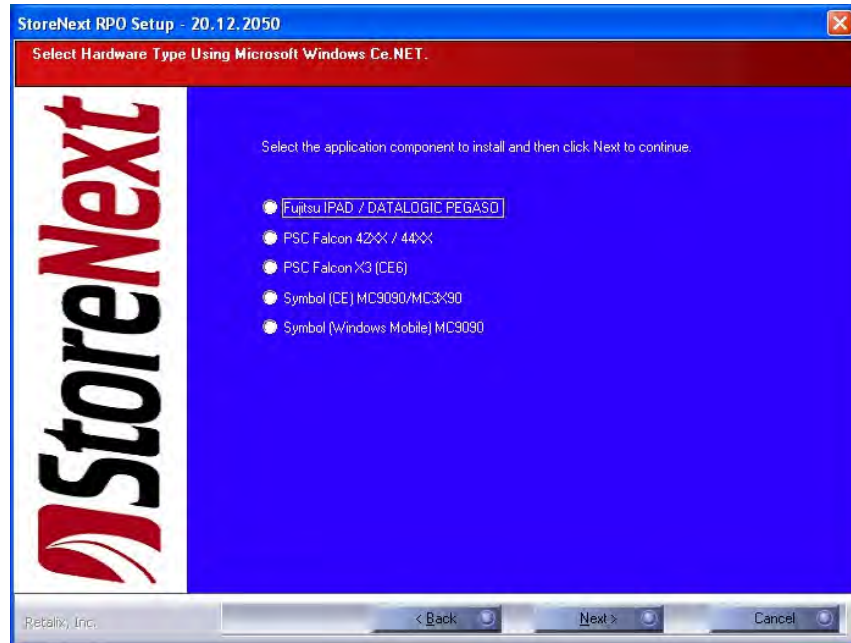 StoreNext RPO Setup - 20.12.2050
Select Hardware Type Using Microsoft Windows Ce.NET.
StoreNext
Select the application component to install and then click Next to continue.
Fujitsu IPAD / DATALOGIC PEGASO
PSC Falcon 42XX / 44XX
PSC Falcon X3 (CE6)
Symbol (CE) MC9090/MC3X90
Symbol (Windows Mobile) MC9090
Retalix, Inc.
< Back
Next >
Cancel